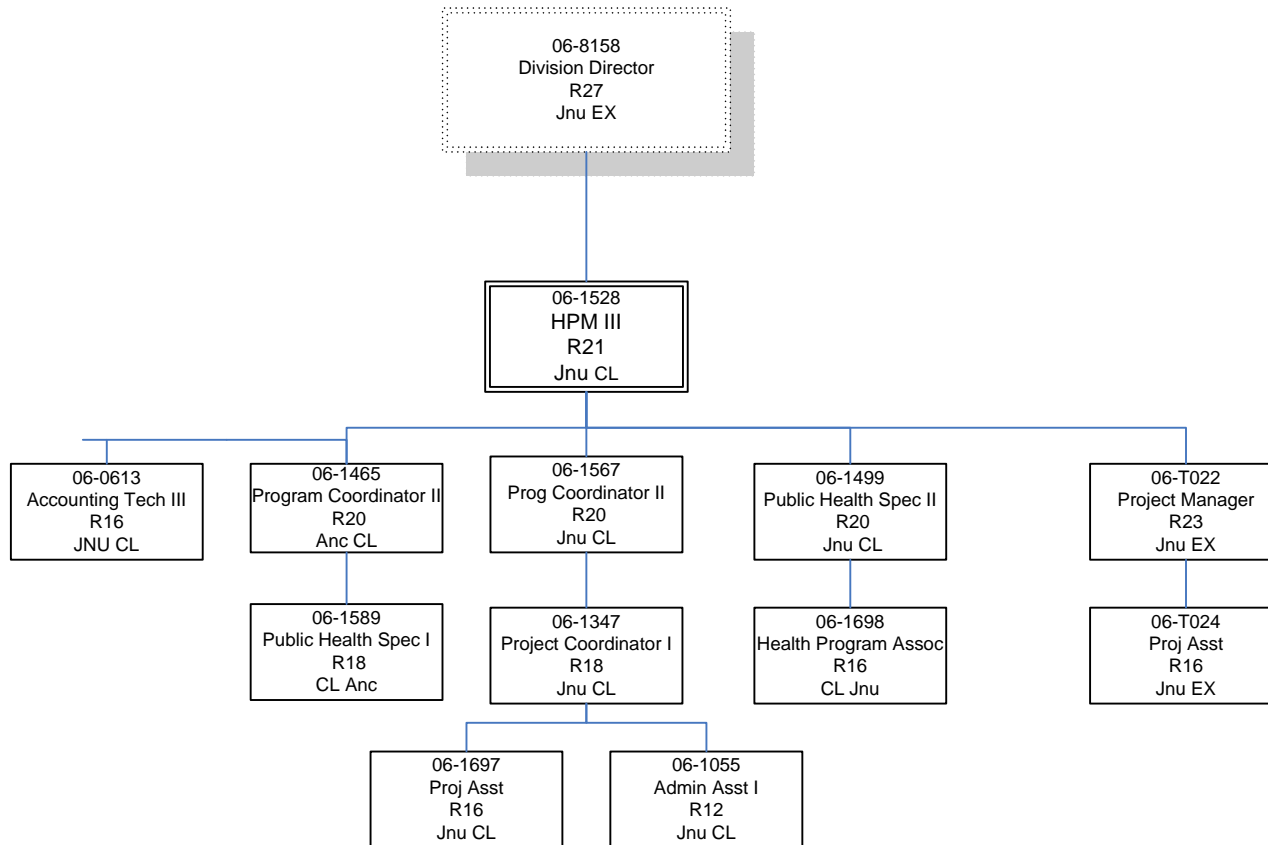 06-8158
Division Director
R27
Jnu EX
06-1528
HPM III
R21
Jnu CL
06-0613
Accounting Tech III
R16
JNU CL
06-1465
Program Coordinator II
R20
Anc CL
06-1567
Prog Coordinator II
R20
Jnu CL
06-1499
Public Health Spec II
R20
Jnu CL
06-T022
Project Manager
R23
Jnu EX
06-1589
Public Health Spec I
R18
CL Anc
06-1347
Project Coordinator I
R18
Jnu CL
06-1698
Health Program Assoc
R16
CL Jnu
06-T024
Proj Asst
R16
Jnu EX
06-1697
Proj Asst
R16
Jnu CL
06-1055
Admin Asst I
R12
Jnu CL